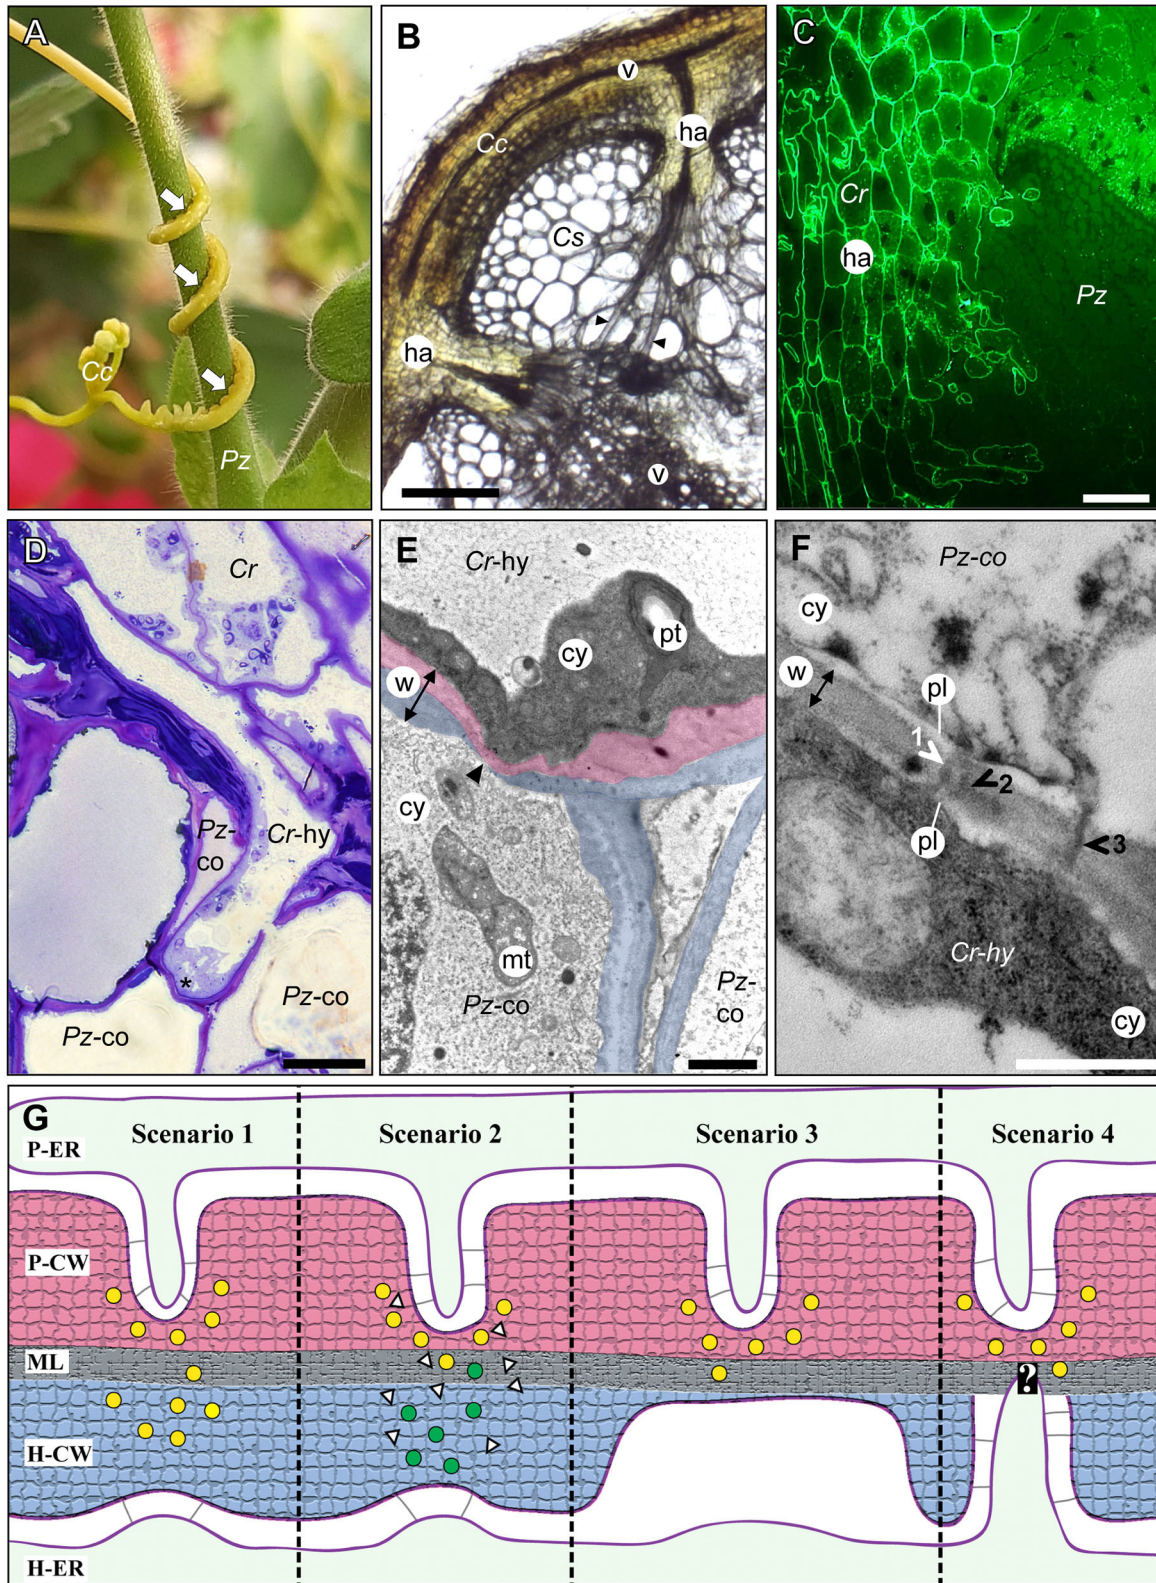 A
Cc
Pz
B
v
Cc
ha
Cs
ha
v
C
Cr
ha
Pz
D
Cr
Pz-
co
Cr-hy
*
Pz-co
Pz-co
E
Cr-hy
pt
cy
w
cy
mt
Pz-co
Pz-
co
F
Pz-co
cy
w
pl
1
2
pl
3
Cr-hy
cy
G
P-ER
Scenario 1
Scenario 2
Scenario 3
Scenario 4
P-CW
ML
?
H-CW
H-ER